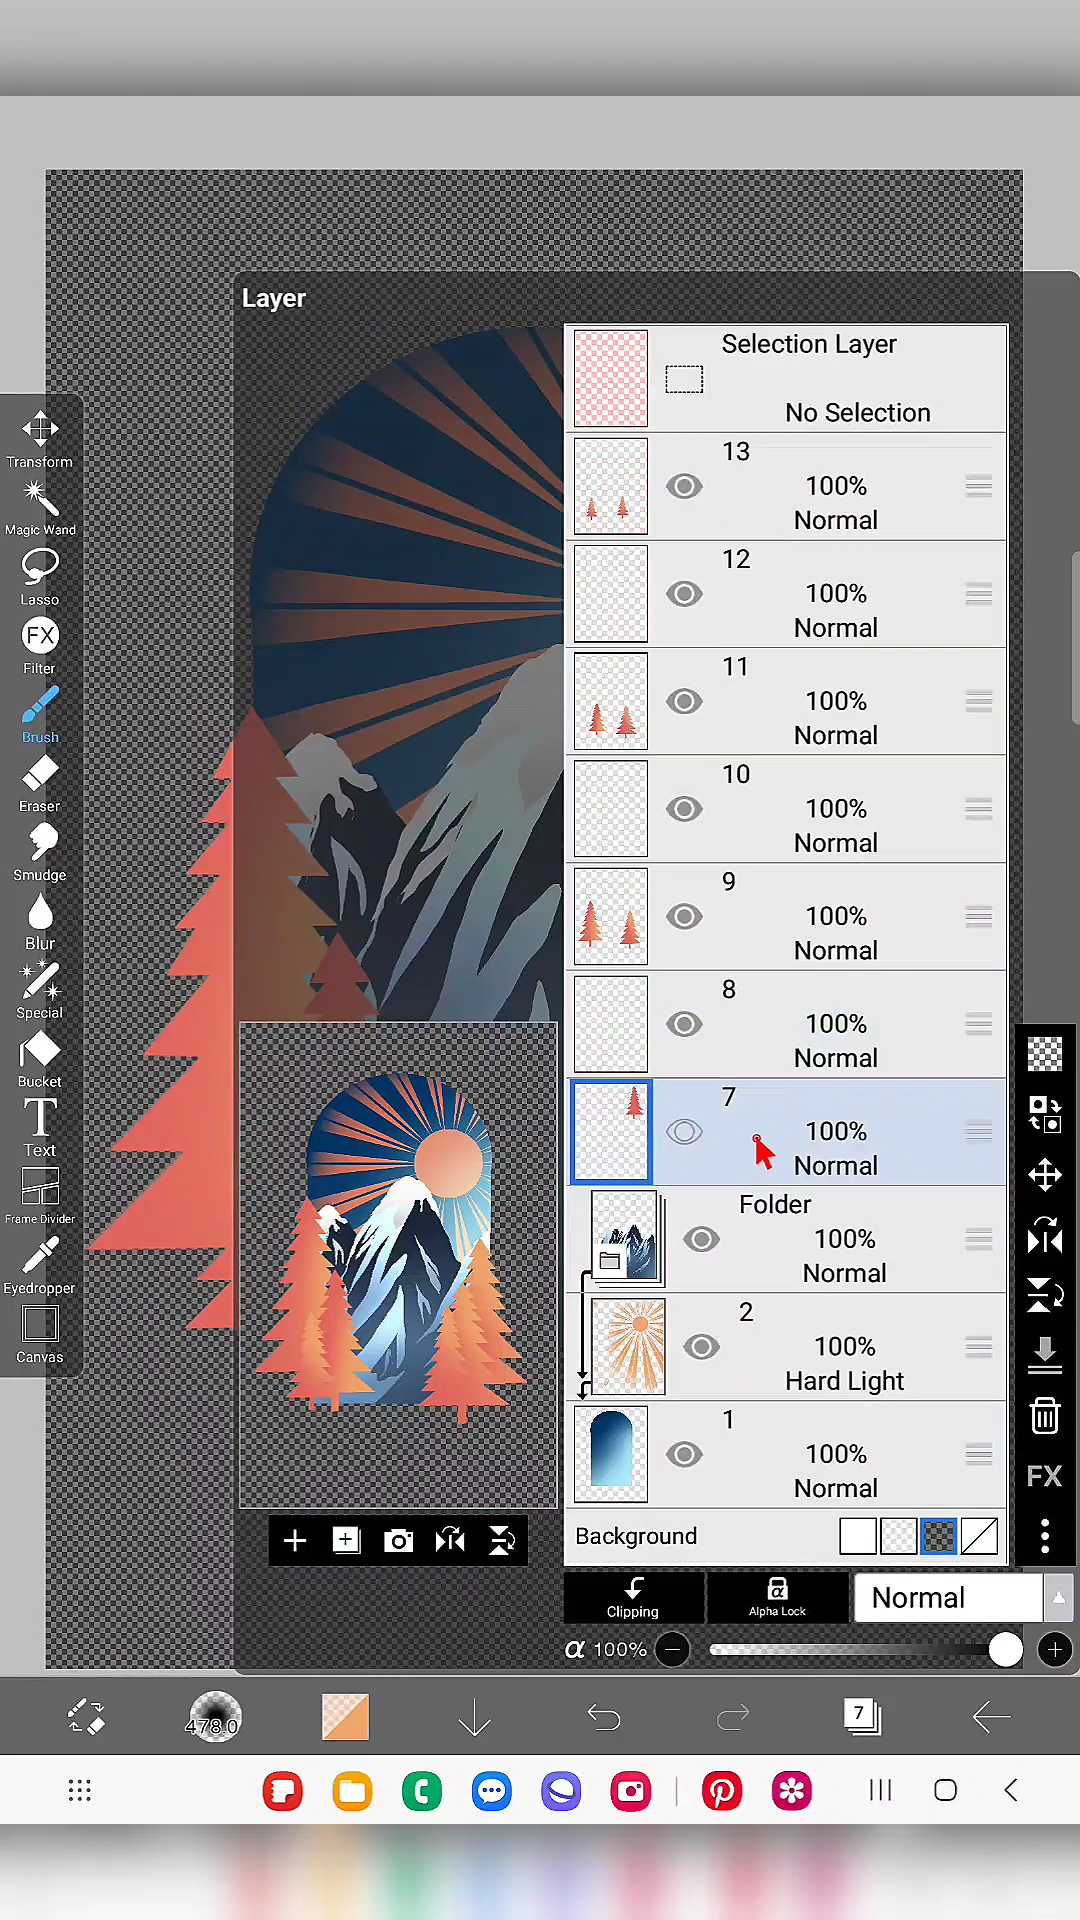 Layer
Selection Layer
No Selection
13
100%
Normal
12
100%
Normal
11
100%
Normal
10
100%
Normal
9
100%
Normal
8
100%
Normal
7
100%
Normal
Folder
100%
Normal
2
100%
Hard Light
1
100%
Normal
Background
Clipping
Alpha Lock
Normal
α 100%
Transform
Magic Wand
Lasso
FX
Filter
Brush
Eraser
Smudge
Blur
Special
Bucket
T
Text
Frame Divider
Eyedropper
Canvas
FX
478.0
7